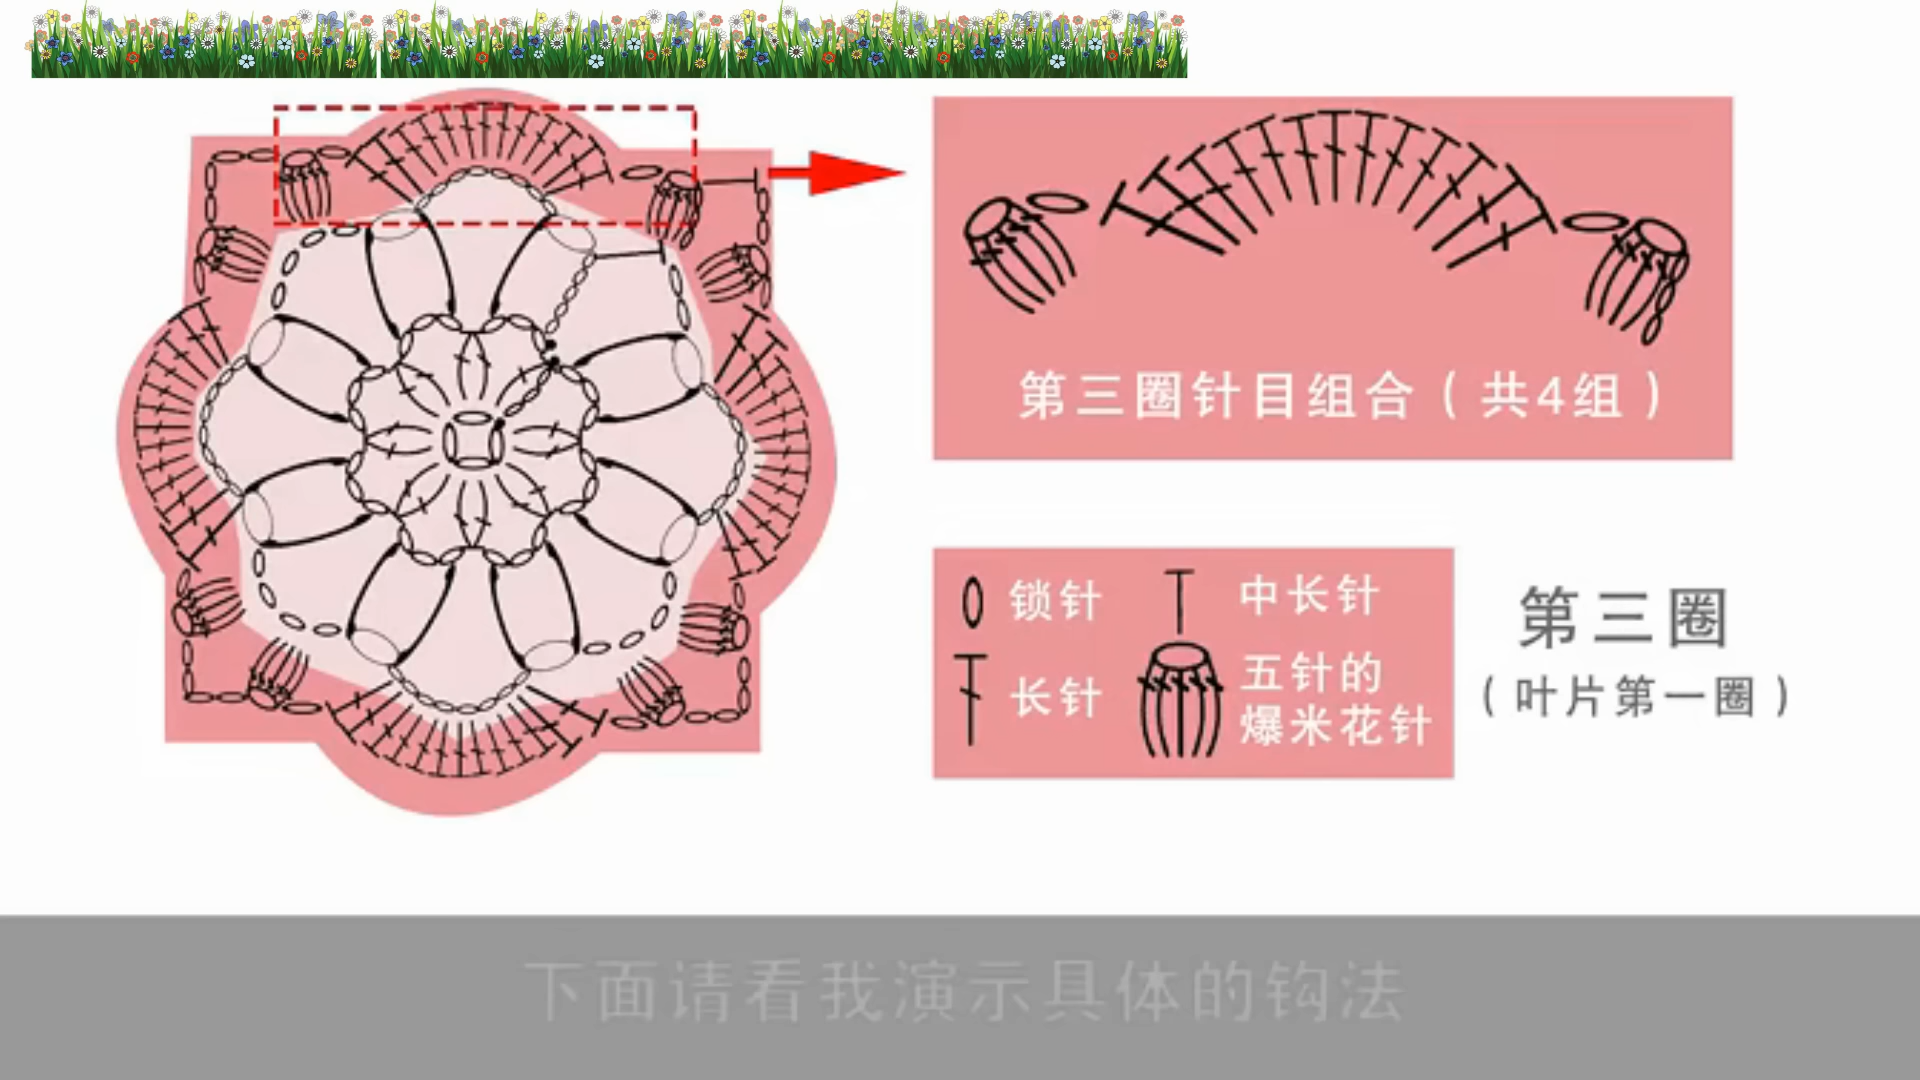 第三圈针目组合（共4组）
锁针
中长针
长针
五针的
爆米花针
第三圈
（叶片第一圈）
下面请看我演示具体的钩法